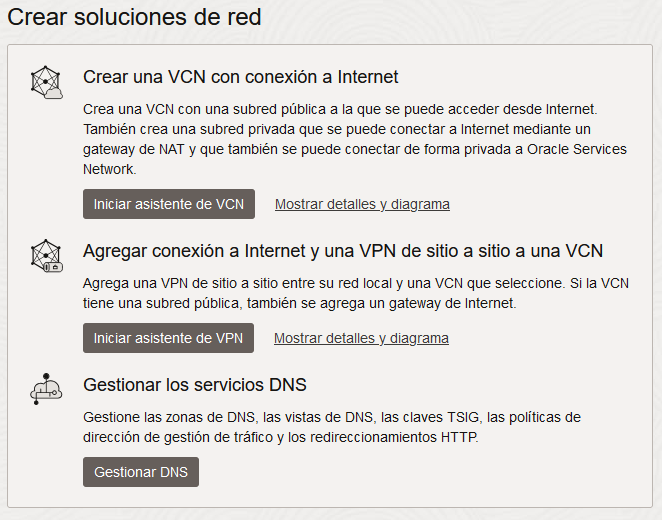 Crear soluciones de red
Crear una VCN con conexión a Internet
Crea una VCN con una subred pública a la que se puede acceder desde Internet.
También crea una subred privada que se puede conectar a Internet mediante un
gateway de NAT y que también se puede conectar de forma privada a Oracle Services
Network.
Iniciar asistente de VCN Mostrar detalles y diagrama
Agregar conexión a Internet y una VPN de sitio a sitio a una VCN
Agrega una VPN de sitio a sitio entre su red local y una VCN que seleccione. Si la VCN
tiene una subred pública, también se agrega un gateway de Internet.
Iniciar asistente de VPN Mostrar detalles y diagrama
Gestionar los servicios DNS
Gestione las zonas de DNS, las vistas de DNS, las claves TSIG, las políticas de
dirección de gestión de tráfico y los redireccionamientos HTTP.
Gestionar DNS